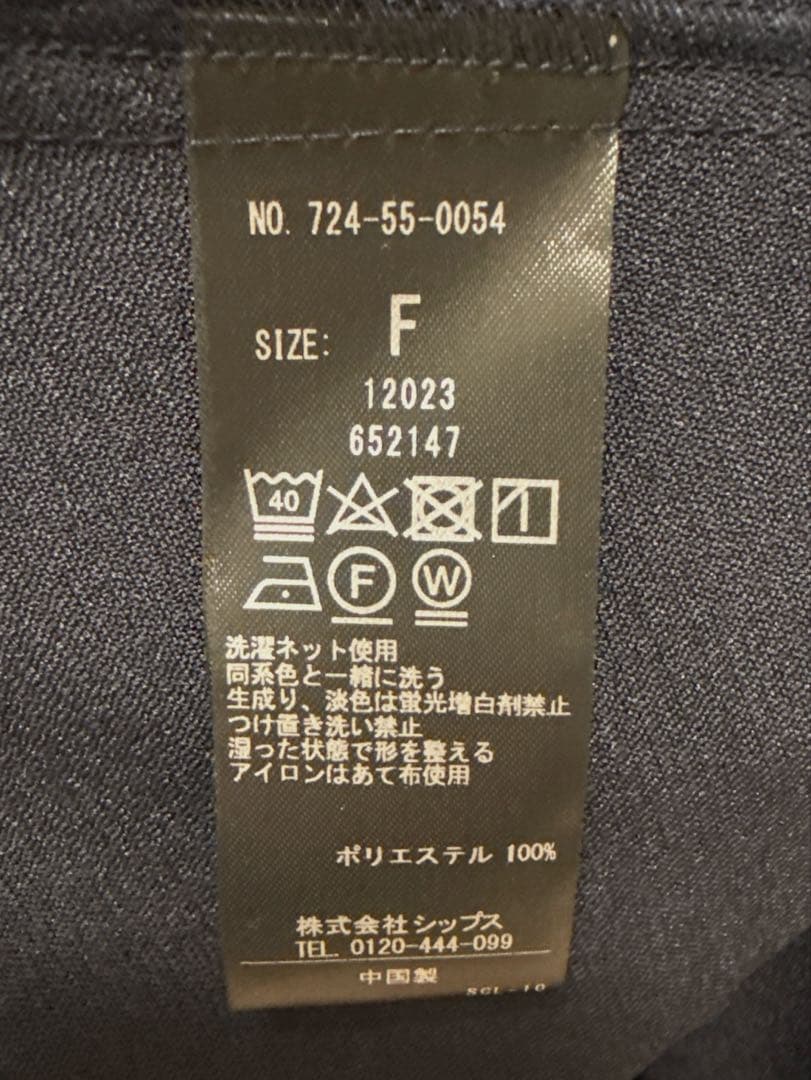 NO. 724-55-0054
SIZE: F
12023
652147
40
F W
洗濯ネット使用
同系色と一緒に洗う
生成り、淡色は蛍光増白剤禁止
つけ置き洗い禁止
湿った状態で形を整える
アイロンはあて布使用
ポリエステル 100%
株式会社シップス
TEL. 0120-444-099
中国製